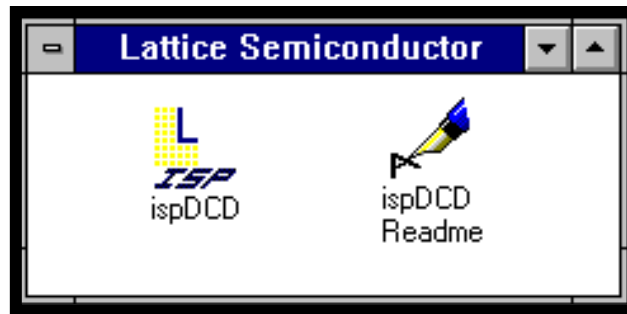 Lattice Semiconductor
L
ISP
ispDCD
ispDCD
Readme